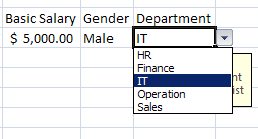 Basic Salary Gender Department
$ 5,000.00 Male IT
HR
Finance
IT
Operation
Sales